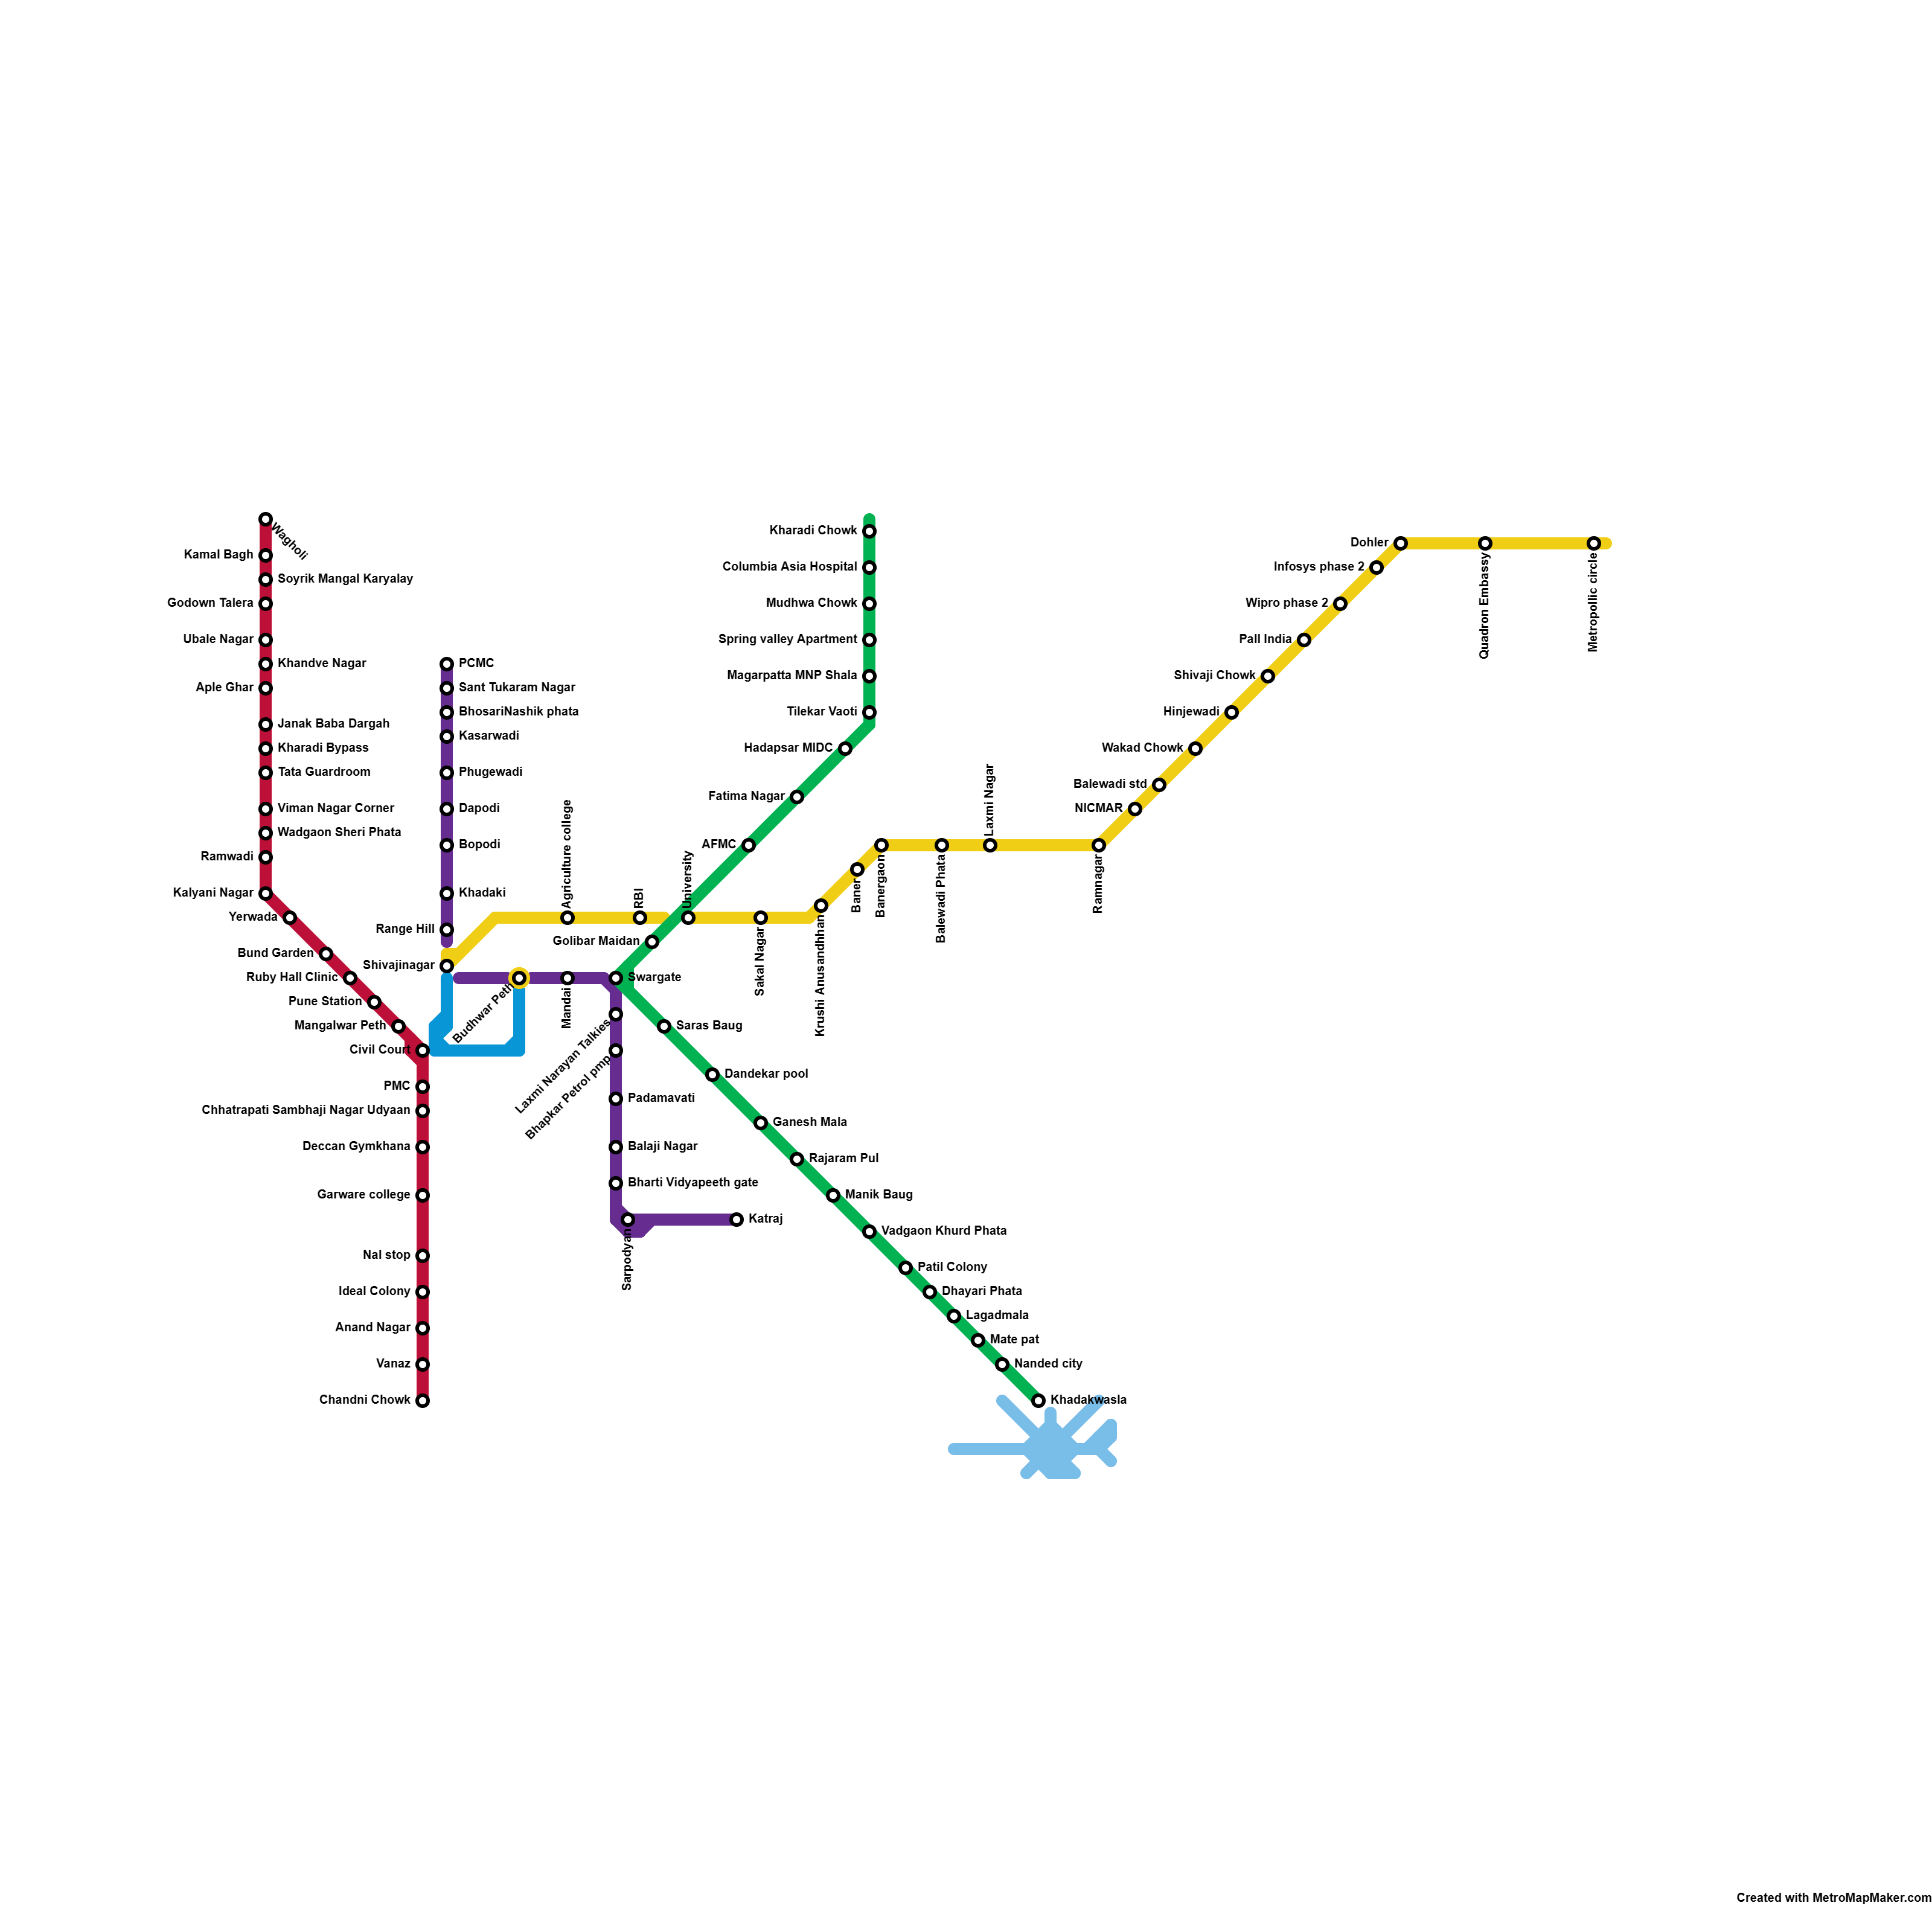 Wagholi
Kamal Bagh
Soyrik Mangal Karyalay
Godown Talera
Ubale Nagar
Khandve Nagar
Aple Ghar
Janak Baba Dargah
Kharadi Bypass
Tata Guardroom
Viman Nagar Corner
Wadgaon Sheri Phata
Ramwadi
Kalyani Nagar
Yerwada
Bund Garden
Ruby Hall Clinic
Pune Station
Mangalwar Peth
Civil Court
PMC
Chhatrapati Sambhaji Nagar Udyaan
Deccan Gymkhana
Garware college
Nal stop
Ideal Colony
Anand Nagar
Vanaz
Chandni Chowk
PCMC
Sant Tukaram Nagar
BhosariNashik phata
Kasarwadi
Phugewadi
Dapodi
Bopodi
Khadaki
Range Hill
Shivajinagar
Budhwar Peth
Mandai
Swargate
Laxmi Narayan Talkies
Bhapkar Petrol pmp
Padamavati
Balaji Nagar
Bharti Vidyapeeth gate
Sarpodyan
Katraj
Kharadi Chowk
Columbia Asia Hospital
Mudhwa Chowk
Spring valley Apartment
Magarpatta MNP Shala
Tilekar Vaoti
Hadapsar MIDC
Fatima Nagar
AFMC
Golibar Maidan
Saras Baug
Dandekar pool
Ganesh Mala
Rajaram Pul
Manik Baug
Vadgaon Khurd Phata
Patil Colony
Dhayari Phata
Lagadmala
Mate pat
Nanded city
Khadakwasla
Agriculture college
RBI
University
Sakal Nagar
Krushi Anusandhhan
Baner
Banergaon
Balewadi Phata
Laxmi Nagar
Ramnagar
NICMAR
Balewadi std
Wakad Chowk
Hinjewadi
Shivaji Chowk
Pall India
Wipro phase 2
Infosys phase 2
Dohler
Quadron Embassy
Metropollic circle
Created with MetroMapMaker.com